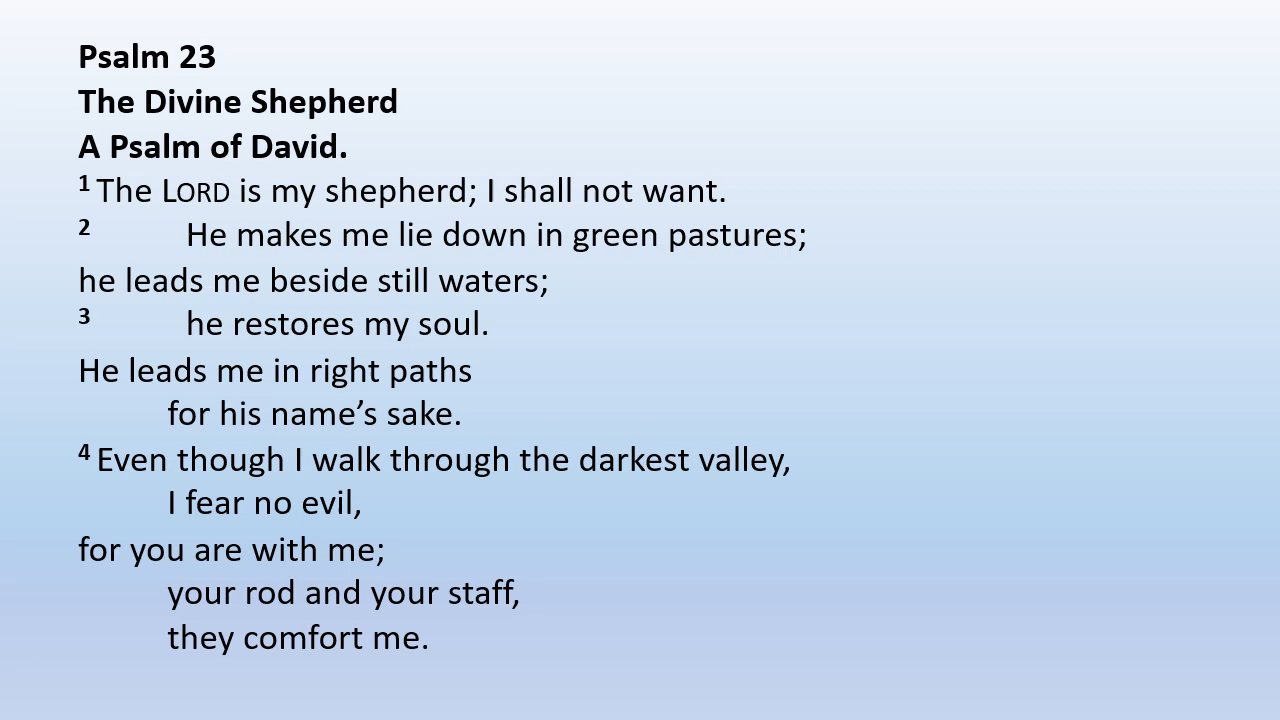 Psalm 23
The Divine Shepherd
A Psalm of David.
1 The LORD is my shepherd; I shall not want.
2 He makes me lie down in green pastures;
he leads me beside still waters;
3 he restores my soul.
He leads me in right paths
for his name’s sake.
4 Even though I walk through the darkest valley,
I fear no evil,
for you are with me;
your rod and your staff,
they comfort me.